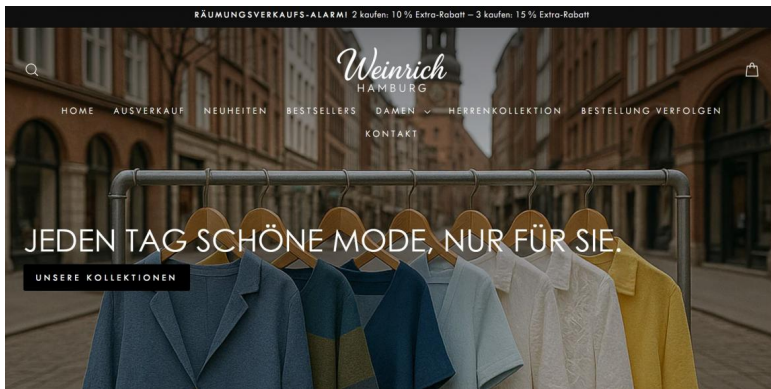 RÄUMUNGSVERKAUFS-ALARM! 2 kaufen: 10 % Extra-Rabatt – 3 kaufen: 15 % Extra-Rabatt
Weinrich
HAMBURG
HOME AUSVERKAUF NEUHEITEN BESTSELLERS DAMEN HERRENKOLLEKTION BESTELLUNG VERFOLGEN
KONTAKT
JEDEN TAG SCHÖNE MODE, NUR FÜR SIE.
UNSERE KOLLEKTIONEN